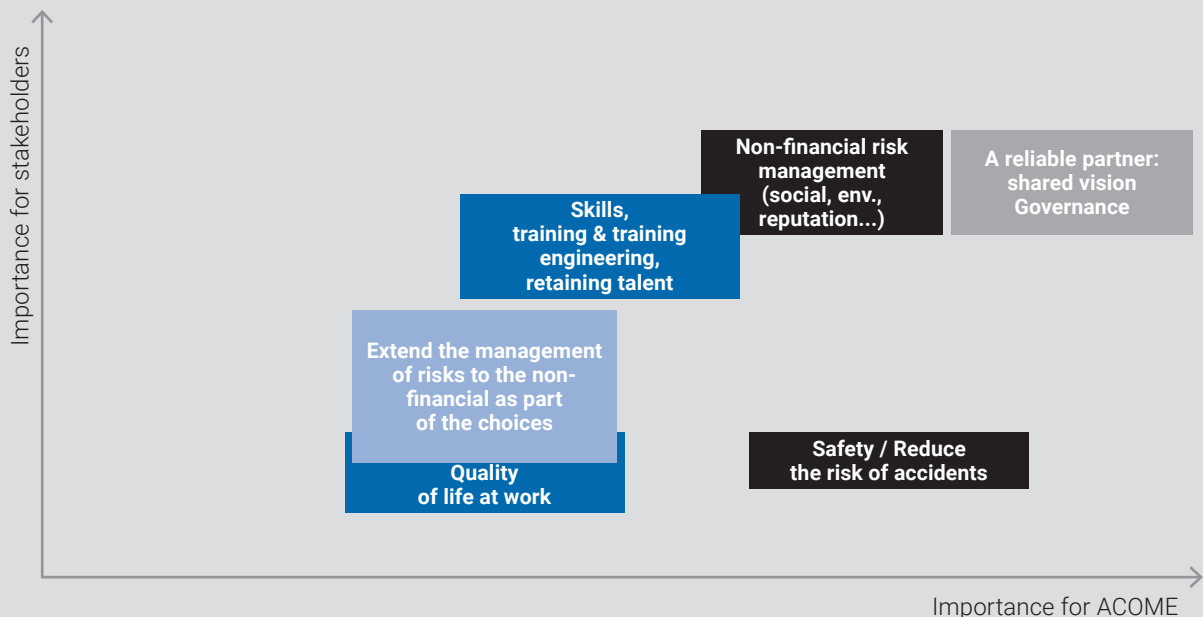 Importance for stakeholders
Non-financial risk
management
(social, env.,
reputation...)
A reliable partner:
shared vision
Governance
Skills,
training & training
engineering,
retaining talent
Extend the management
of risks to the non-
financial as part
of the choices
Quality
of life at work
Safety / Reduce
the risk of accidents
Importance for ACOME